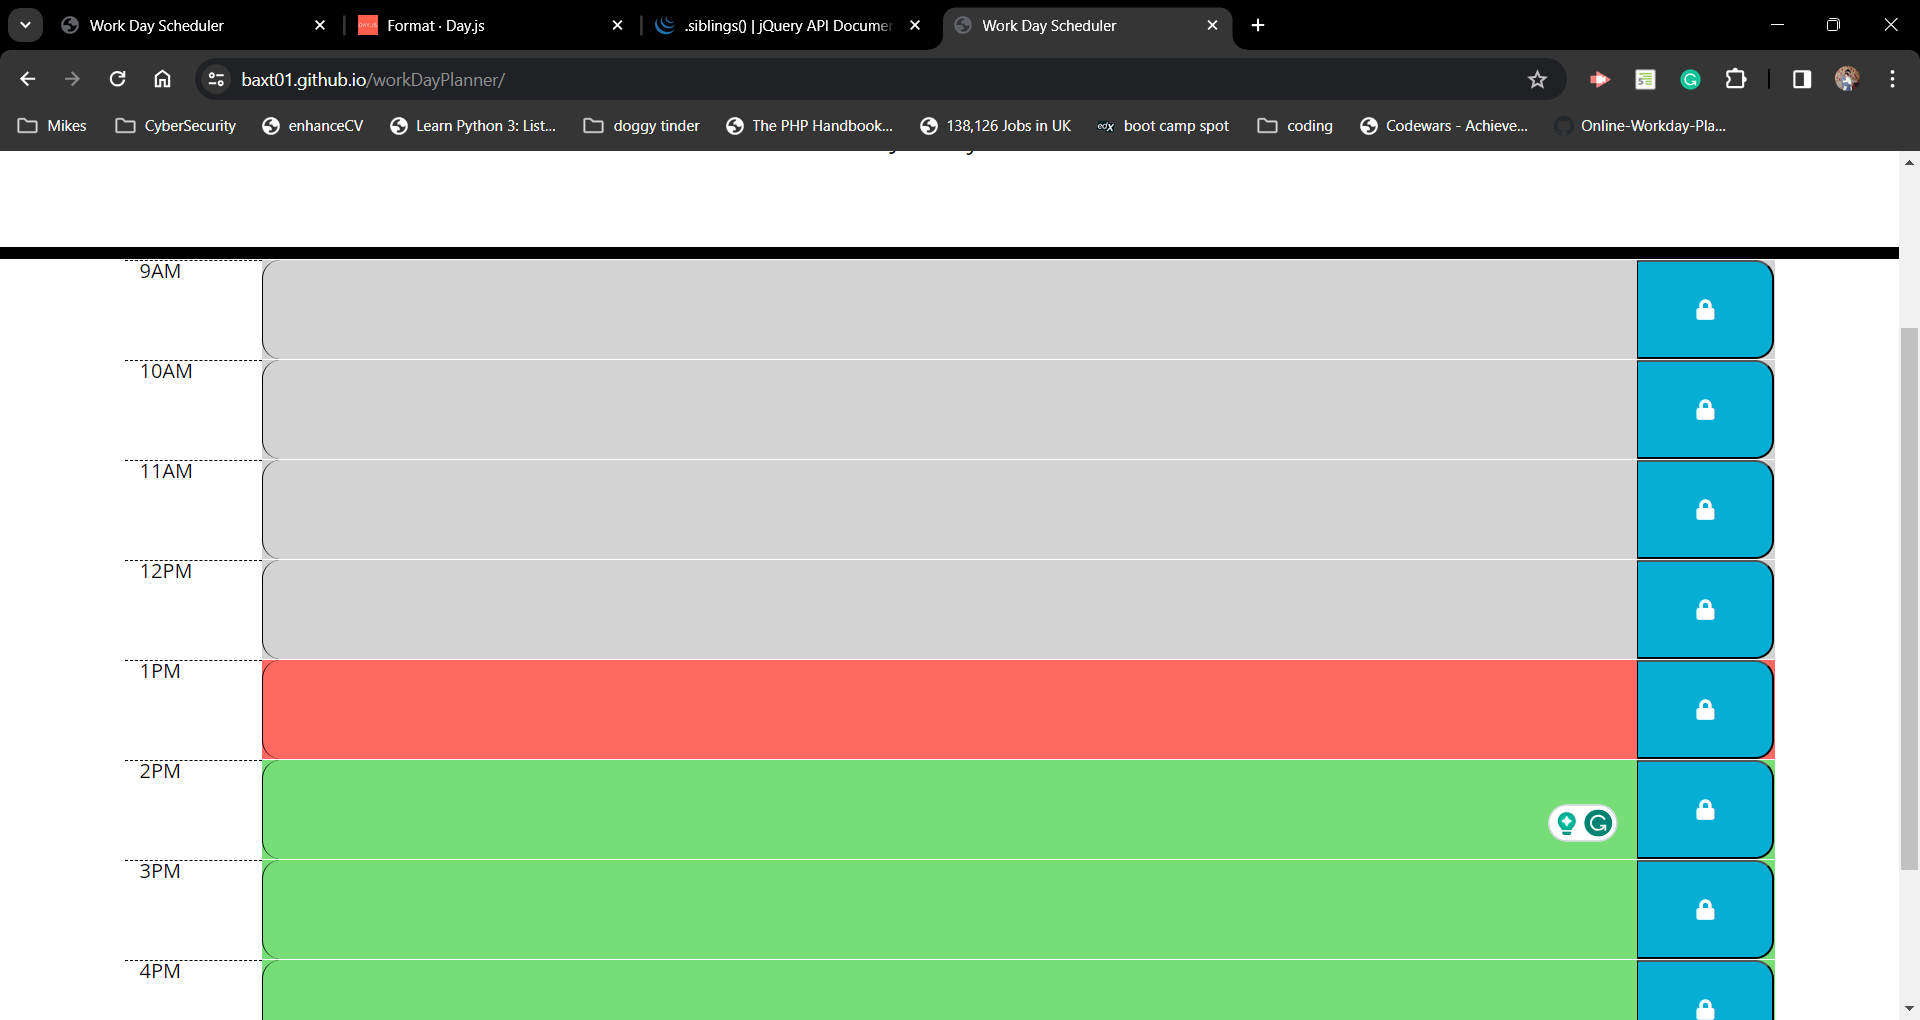 Work Day Scheduler
Format · Day.js
.siblings() | jQuery API Documen
Work Day Scheduler
baxt01.github.io/workDayPlanner/
Mikes
CyberSecurity
enhanceCV
Learn Python 3: List...
doggy tinder
The PHP Handbook...
138,126 Jobs in UK
edx boot camp spot
coding
Codewars - Achieve...
Online-Workday-Pla...
9AM
10AM
11AM
12PM
1PM
2PM
3PM
4PM